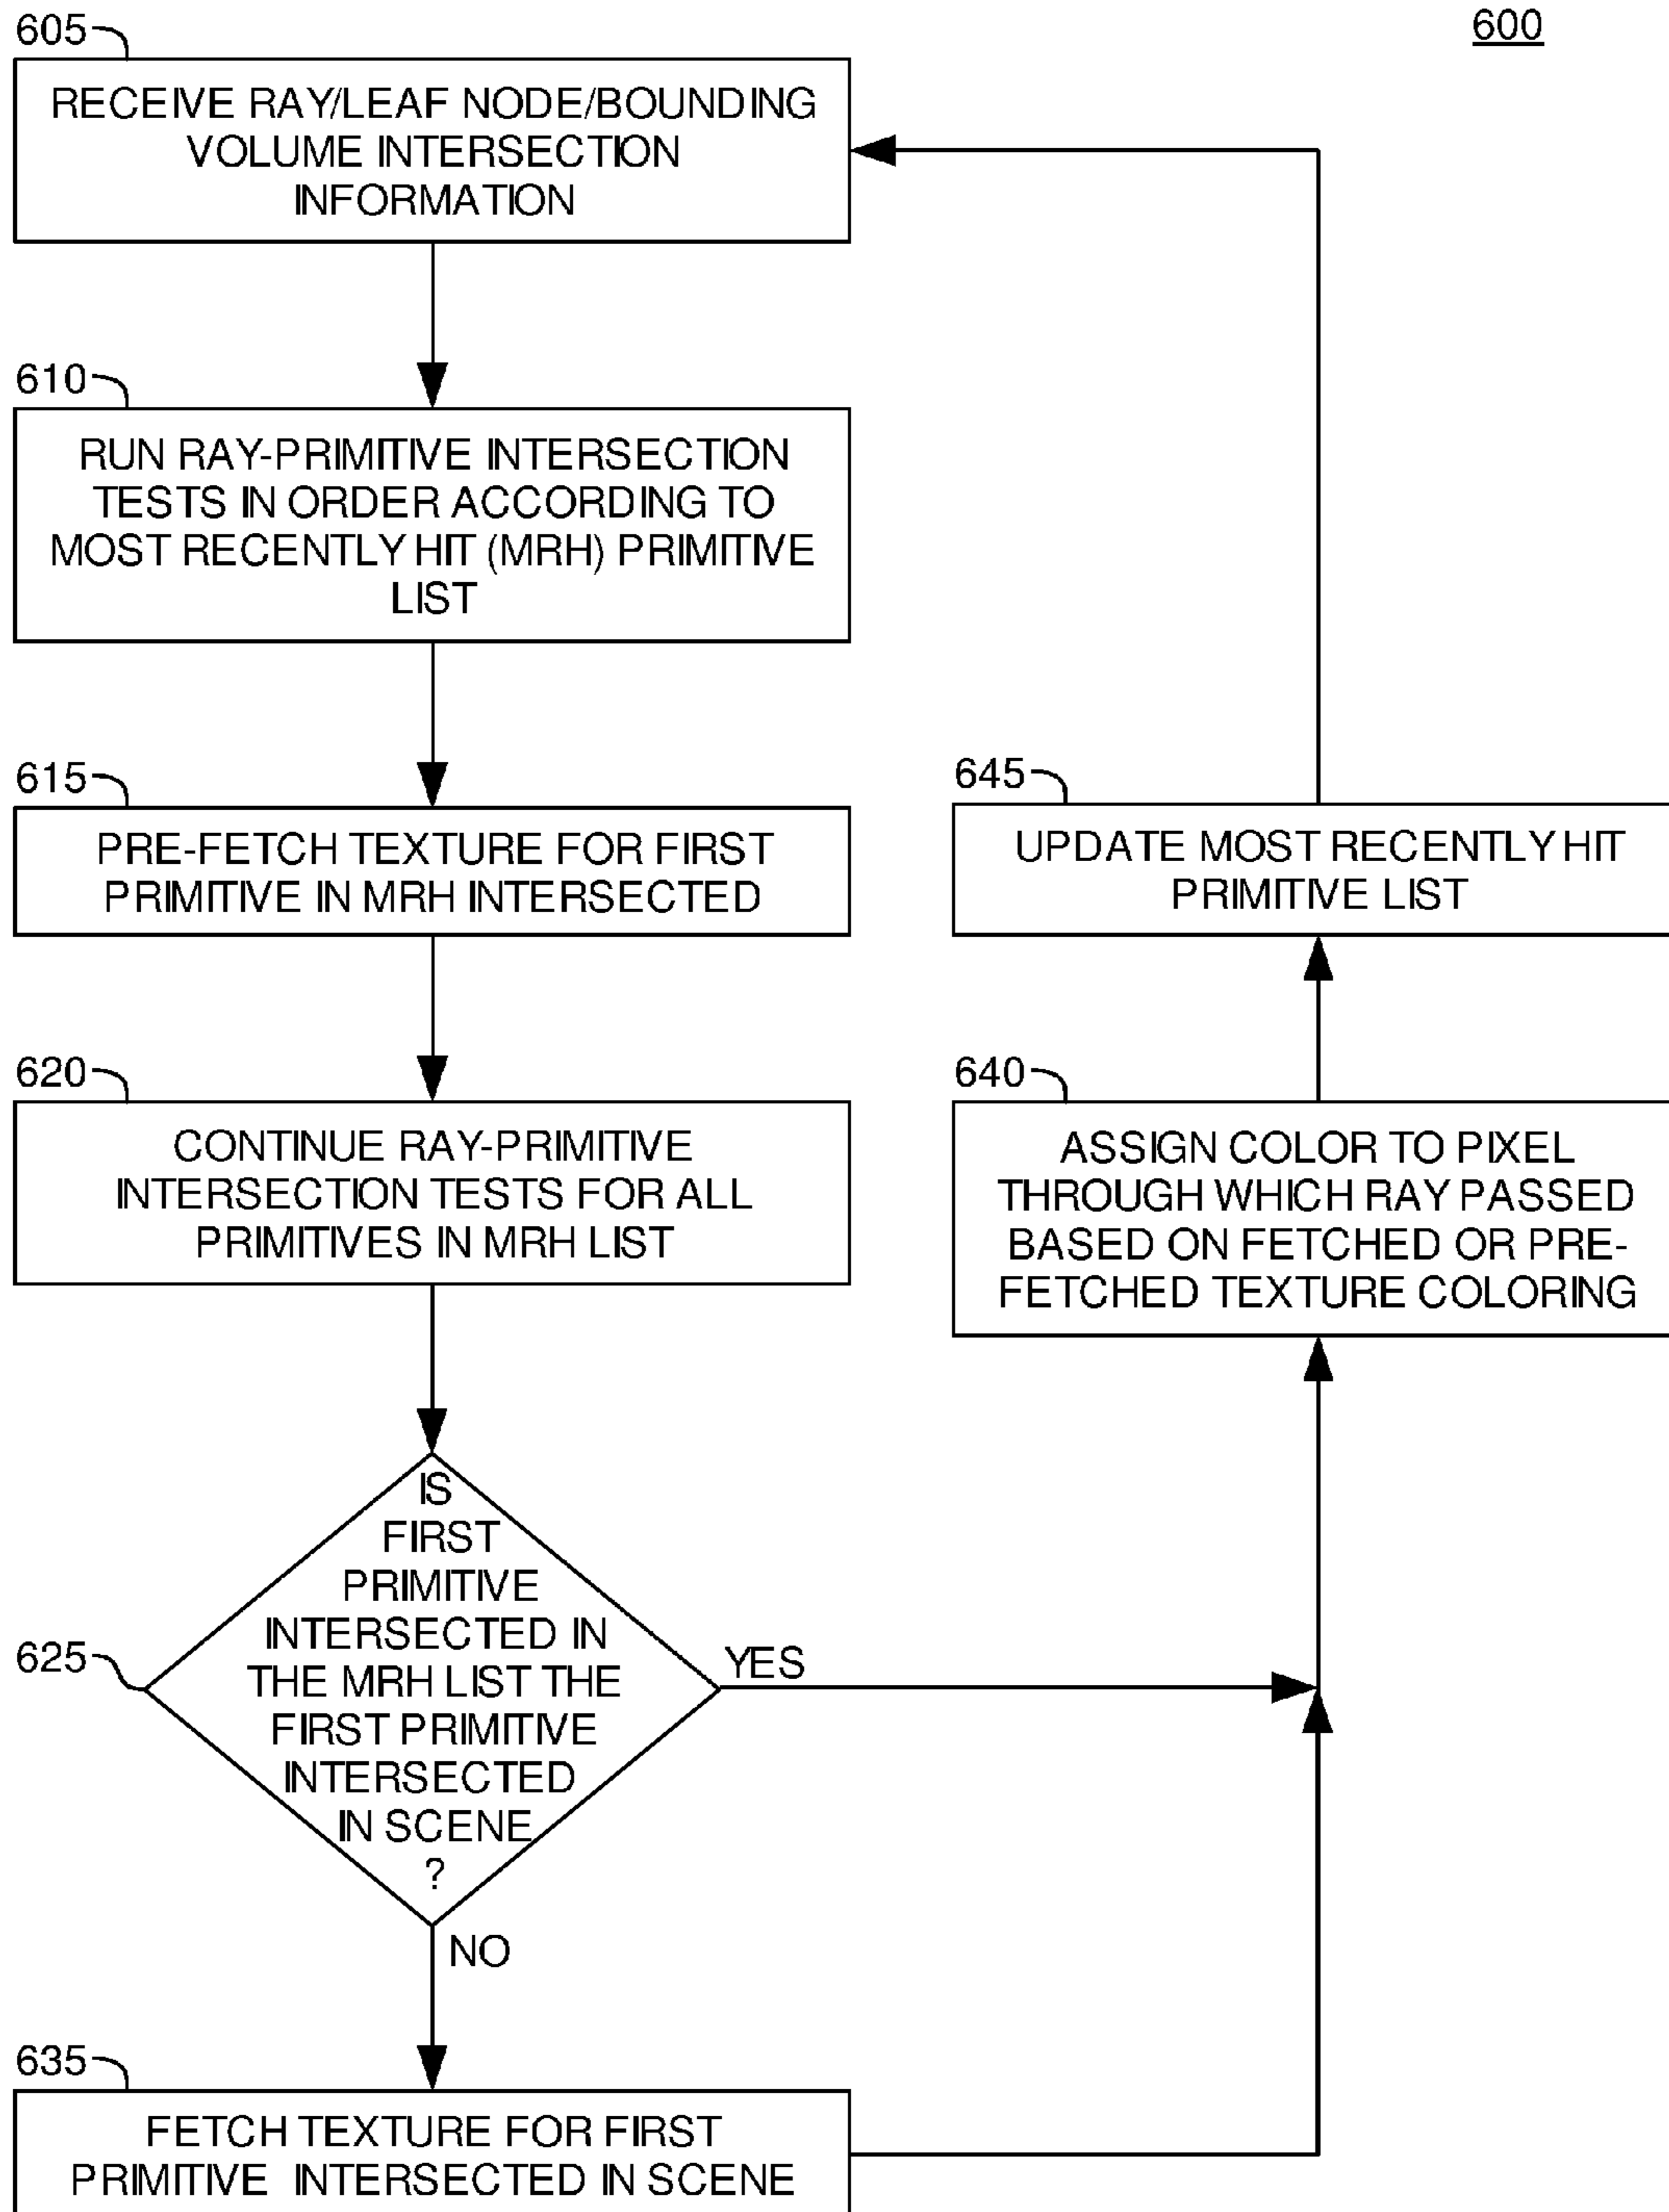 600
605
RECEIVE RAY/LEAF NODE/BOUNDING
VOLUME INTERSECTION
INFORMATION
610
RUN RAY-PRIMITIVE INTERSECTION
TESTS IN ORDER ACCORDING TO
MOST RECENTLY HIT (MRH) PRIMITIVE
LIST
615
PRE-FETCH TEXTURE FOR FIRST
PRIMITIVE IN MRH INTERSECTED
620
CONTINUE RAY-PRIMITIVE
INTERSECTION TESTS FOR ALL
PRIMITIVES IN MRH LIST
625
IS
FIRST
PRIMITIVE
INTERSECTED IN
THE MRH LIST THE
FIRST PRIMITIVE
INTERSECTED
IN SCENE
?
YES
NO
635
FETCH TEXTURE FOR FIRST
PRIMITIVE INTERSECTED IN SCENE
640
ASSIGN COLOR TO PIXEL
THROUGH WHICH RAY PASSED
BASED ON FETCHED OR PRE-
FETCHED TEXTURE COLORING
645
UPDATE MOST RECENTLY HIT
PRIMITIVE LIST